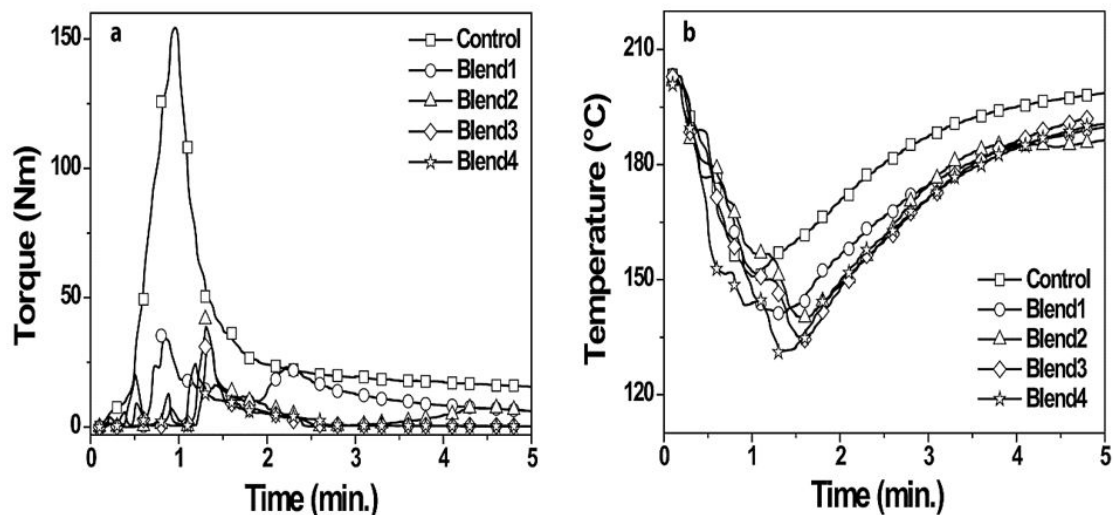 a
150
100
50
0
Torque (Nm)
0 1 2 3 4 5
Time (min.)
Control
Blend1
Blend2
Blend3
Blend4
b
210
180
150
120
Temperature (°C)
0 1 2 3 4 5
Time (min.)
Control
Blend1
Blend2
Blend3
Blend4